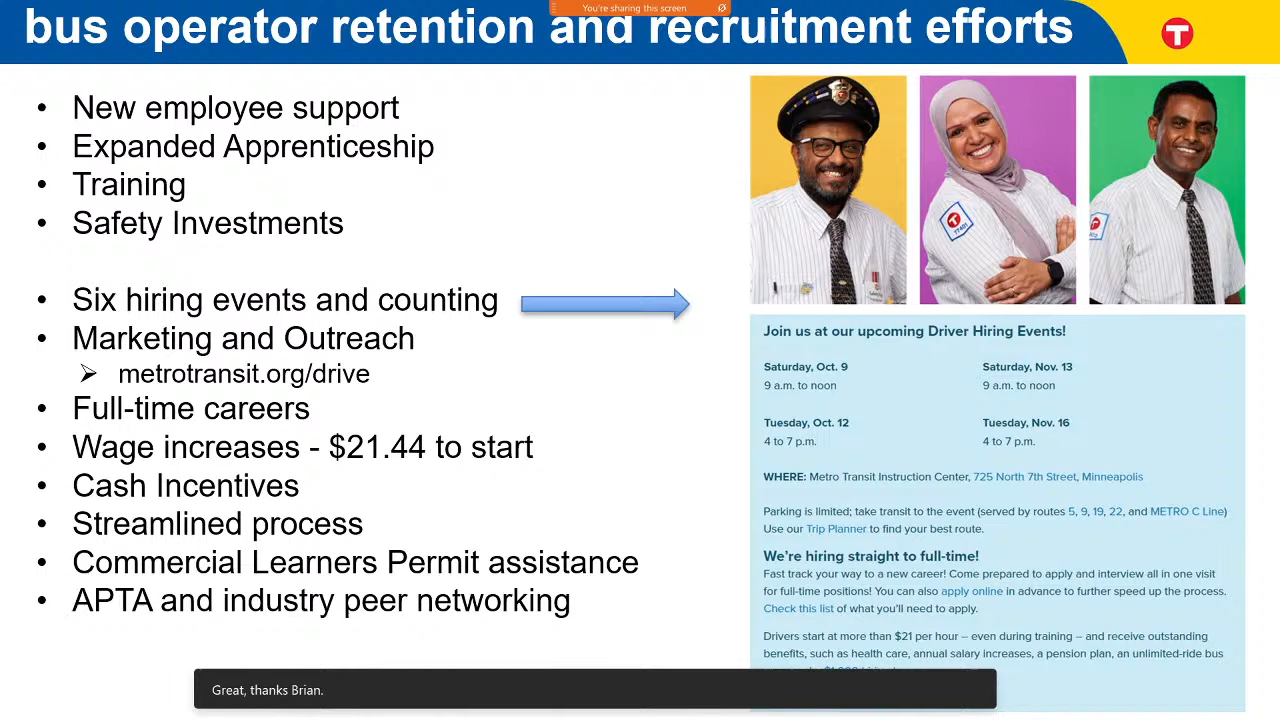 You're sharing this screen
bus operator retention and recruitment efforts
T
• New employee support
• Expanded Apprenticeship
• Training
• Safety Investments
• Six hiring events and counting
• Marketing and Outreach
➢ metrotransit.org/drive
• Full-time careers
• Wage increases - $21.44 to start
• Cash Incentives
• Streamlined process
• Commercial Learners Permit assistance
• APTA and industry peer networking
Join us at our upcoming Driver Hiring Events!
Saturday, Oct. 9
9 a.m. to noon
Saturday, Nov. 13
9 a.m. to noon
Tuesday, Oct. 12
4 to 7 p.m.
Tuesday, Nov. 16
4 to 7 p.m.
WHERE: Metro Transit Instruction Center, 725 North 7th Street, Minneapolis
Parking is limited; take transit to the event (served by routes 5, 9, 19, 22, and METRO C Line)
Use our Trip Planner to find your best route.
We're hiring straight to full-time!
Fast track your way to a new career! Come prepared to apply and interview all in one visit
for full-time positions! You can also apply online in advance to further speed up the process.
Check this list of what you'll need to apply.
Drivers start at more than $21 per hour – even during training – and receive outstanding
benefits, such as health care, annual salary increases, a pension plan, an unlimited-ride bus
Great, thanks Brian.